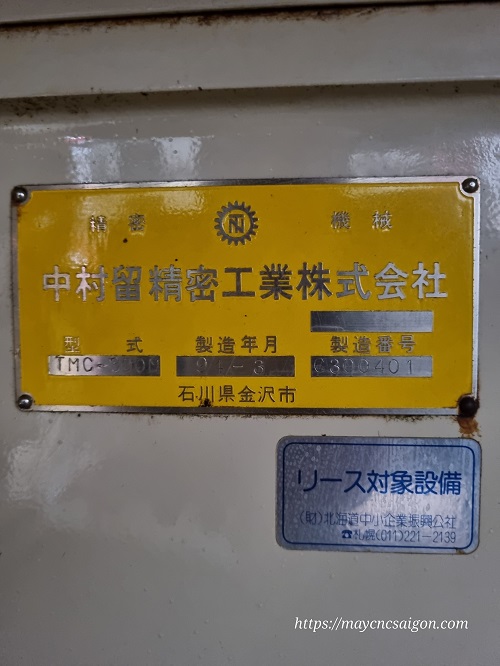 精密 機械
中村留精密工業株式会社
型式 製造年月 製造番号
石川県金沢市
リース対象設備
(財)北海道中小企業振興公社
☎札幌(011)221-2139
https://maycncsaigon.com